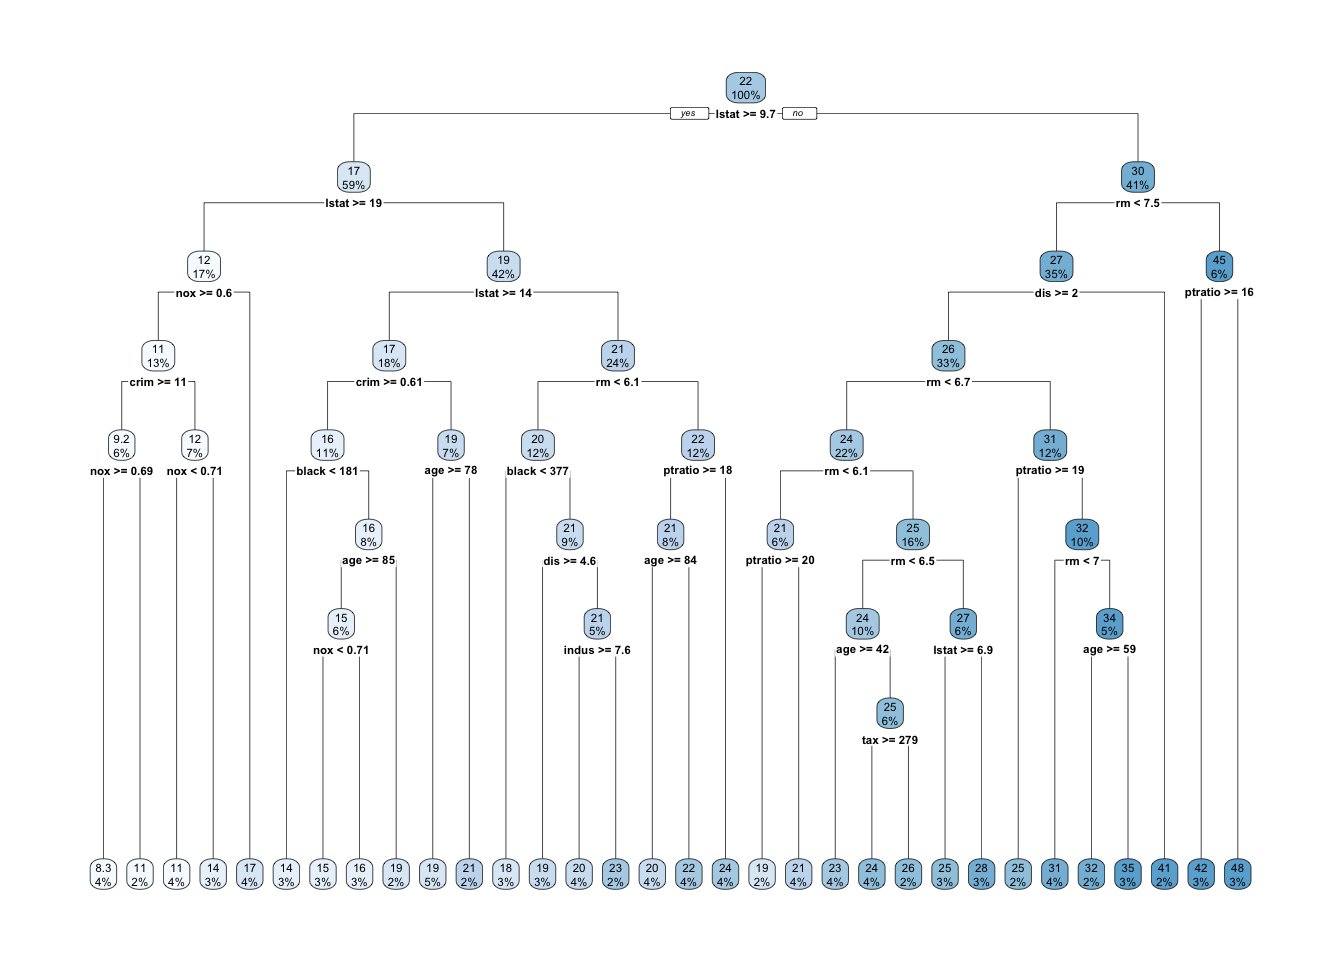 22
100%
yes lstat >= 9.7 no
17 30
59% 41%
lstat >= 19 rm < 7.5
12 19 27 45
17% 42% 35% 6%
nox >= 0.6 lstat >= 14 dis >= 2 ptratio >= 16
11 17 21 26
13% 18% 24% 33%
crim >= 11 crim >= 0.61 rm < 6.1 rm < 6.7
9.2 12 16 19 20 22 24 31
6% 7% 11% 7% 12% 12% 22% 12%
nox >= 0.69 nox < 0.71 black < 181 age >= 78 black < 377 ptratio >= 18 rm < 6.1 ptratio >= 19
16 21 21 21 25 32
8% 9% 8% 6% 16% 10%
age >= 85 dis >= 4.6 age >= 84 ptratio >= 20 rm < 6.5 rm < 7
15 21 24 27 34
6% 5% 10% 6% 5%
nox < 0.71 indus >= 7.6 age >= 42 lstat >= 6.9 age >= 59
25
6%
tax >= 279
8.3 11 11 14 17 14 15 16 19 19 21 18 19 20 23 20 22 24 19 21 23 24 26 25 28 25 31 32 35 41 42 48
4% 2% 4% 3% 4% 3% 3% 3% 2% 5% 2% 3% 3% 4% 2% 4% 4% 4% 2% 4% 4% 4% 2% 3% 3% 2% 4% 2% 3% 2% 3% 3%